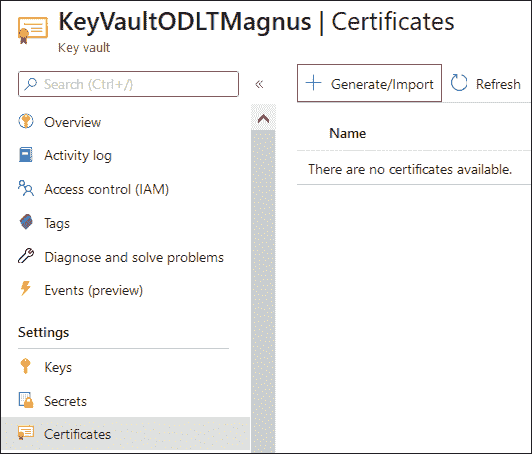 KeyVaultODLTMagnus | Certificates
Key vault
Search (Ctrl+/)
«
Overview
Activity log
Access control (IAM)
Tags
Diagnose and solve problems
Events (preview)
Settings
Keys
Secrets
Certificates
+ Generate/Import
Refresh
Name
There are no certificates available.